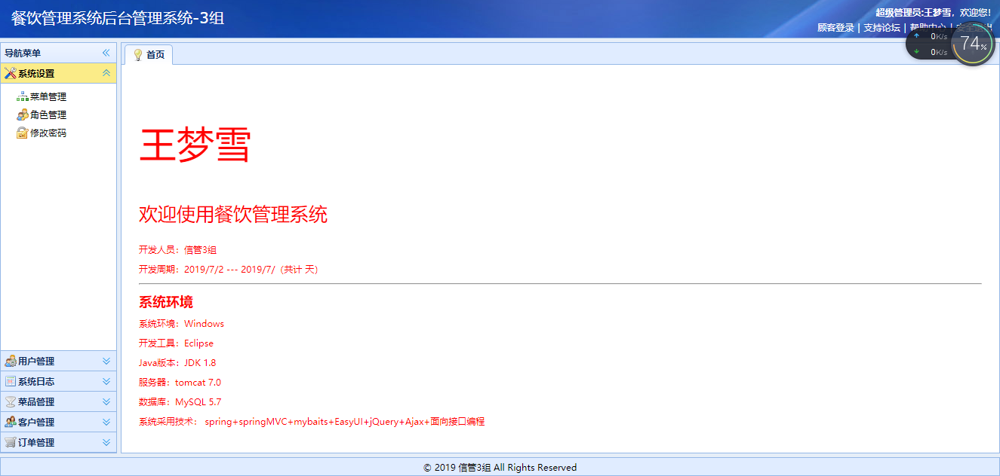 餐饮管理系统后台管理系统-3组
超级管理员:王梦雪，欢迎您!
顾客登录 | 支持论坛 | 帮助中心 | 安全退出
0K/s
0K/s
74%
导航菜单
首页
系统设置
菜单管理
角色管理
修改密码
王梦雪
欢迎使用餐饮管理系统
开发人员：信管3组
开发周期：2019/7/2 --- 2019/7/（共计 天）
系统环境
系统环境：Windows
开发工具：Eclipse
Java版本：JDK 1.8
服务器：tomcat 7.0
数据库：MySQL 5.7
系统采用技术： spring+springMVC+mybaits+EasyUI+jQuery+Ajax+面向接口编程
用户管理
系统日志
菜品管理
客户管理
订单管理
© 2019 信管3组 All Rights Reserved